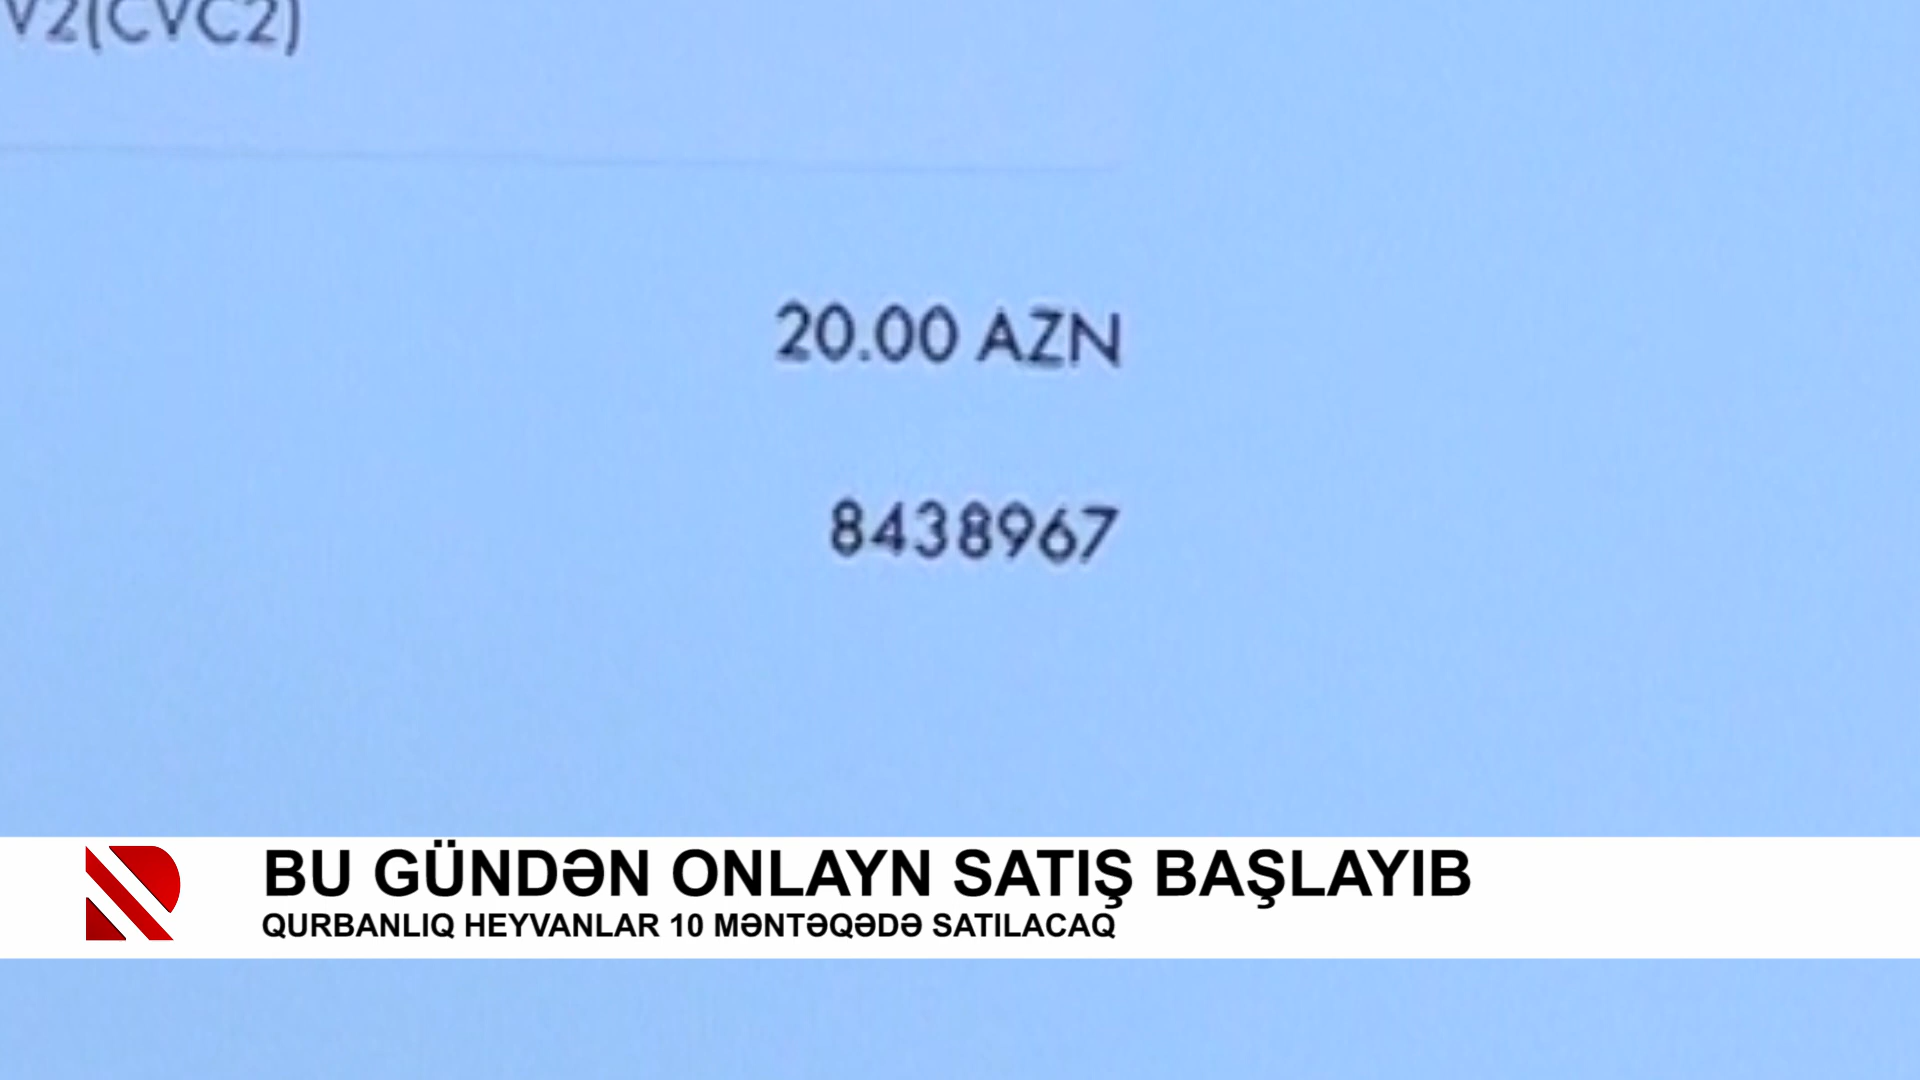 V2(CVC2)
20.00 AZN
8438967
BU GÜNDƏN ONLAYN SATIŞ BAŞLAYIB
QURBANLIQ HEYVANLAR 10 MƏNTƏQƏDƏ SATILACAQ